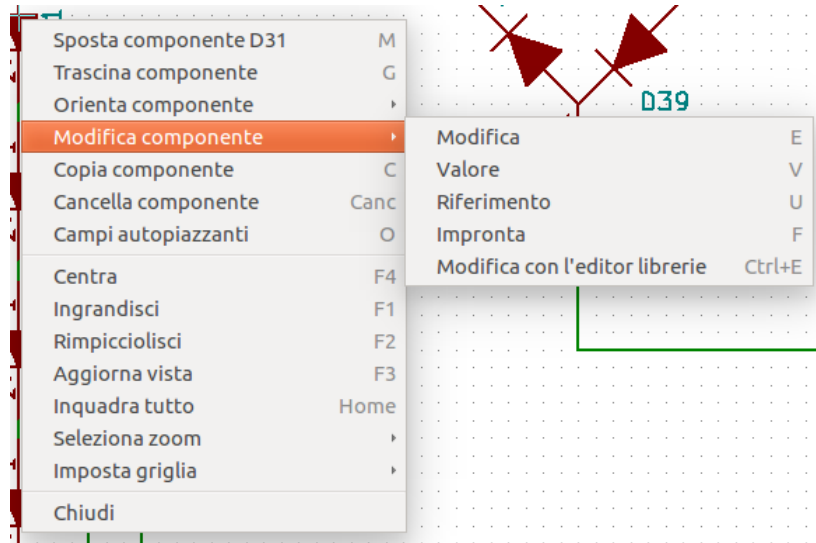 Sposta componente D31 M
Trascina componente G
Orienta componente
Modifica componente
Copia componente C
Cancella componente Canc
Campi autopiazzanti O
Centra F4
Ingrandisci F1
Rimpicciolisci F2
Aggiorna vista F3
Inquadra tutto Home
Seleziona zoom
Imposta griglia
Chiudi
D39
Modifica E
Valore V
Riferimento U
Impronta F
Modifica con l'editor librerie Ctrl+E